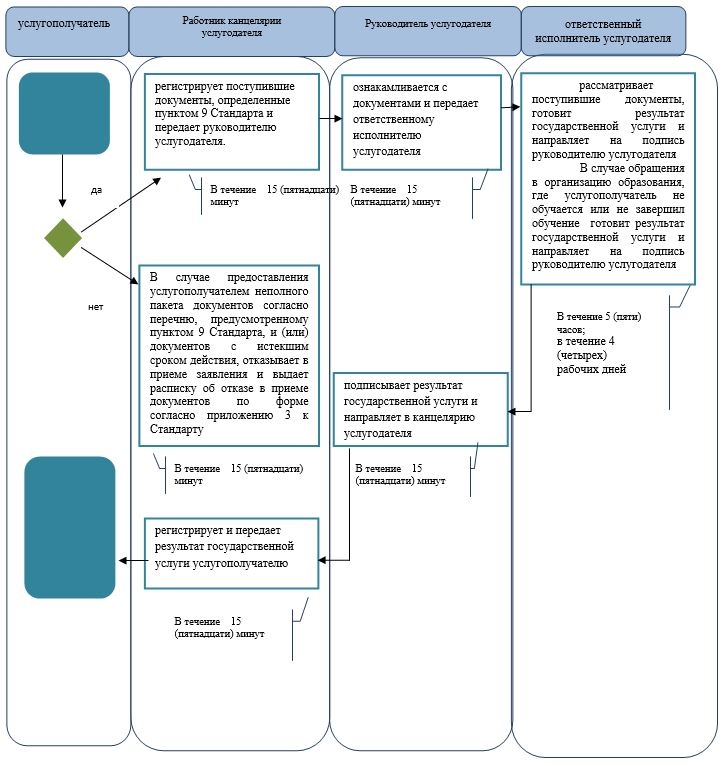 услугополучатель
Работник канцелярии
услугодателя
Руководитель услугодателя
ответственный
исполнитель услугодателя
регистрирует поступившие
документы, определенные
пунктом 9 Стандарта и
передает руководителю
услугодателя.
ознакамливается с
документами и передает
ответственному
исполнителю
услугодателя
рассматривает
поступившие документы,
готовит результат
государственной услуги и
направляет на подпись
руководителю услугодателя
В случае обращения
в организацию образования,
где услугополучатель не
обучается или не завершил
обучение готовит результат
государственной услуги и
направляет на подпись
руководителю услугодателя
да
В течение 15 (пятнадцати)
минут
В течение 15
(пятнадцати) минут
нет
В случае предоставления
услугополучателем неполного
пакета документов согласно
перечню, предусмотренному
пунктом 9 Стандарта, и (или)
документов с истекшим
сроком действия, отказывает в
приеме заявления и выдает
расписку об отказе в приеме
документов по форме
согласно приложению 3 к
Стандарту
В течение 5 (пяти)
часов;
в течение 4
(четырех)
рабочих дней
подписывает результат
государственной услуги и
направляет в канцелярию
услугодателя
В течение 15 (пятнадцати)
минут
В течение 15
(пятнадцати) минут
регистрирует и передает
результат государственной
услуги услугополучателю
В течение 15
(пятнадцати) минут